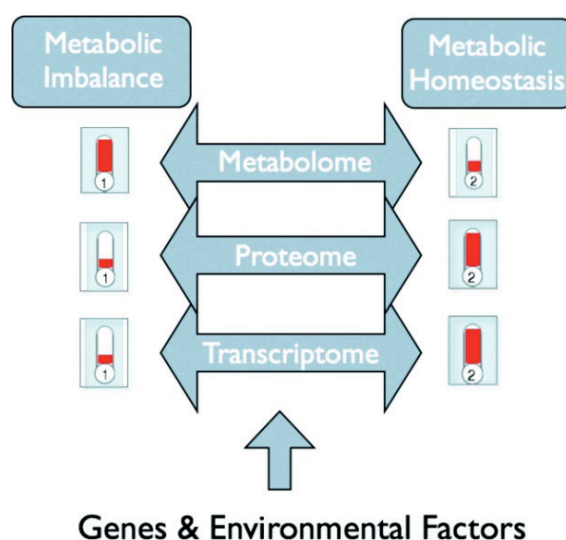 Metabolic
Imbalance
Metabolic
Homeostasis
Metabolome
1
2
Proteome
1
2
Transcriptome
1
2
Genes & Environmental Factors